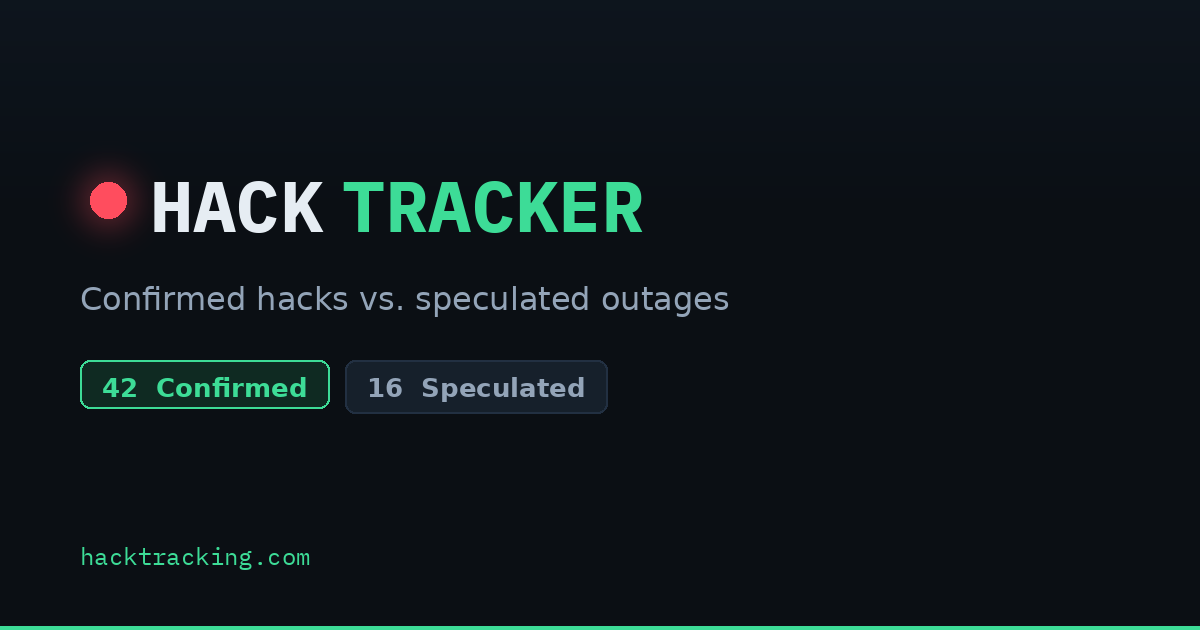 HACK TRACKER
Confirmed hacks vs. speculated outages
42 Confirmed 16 Speculated
hacktracking.com